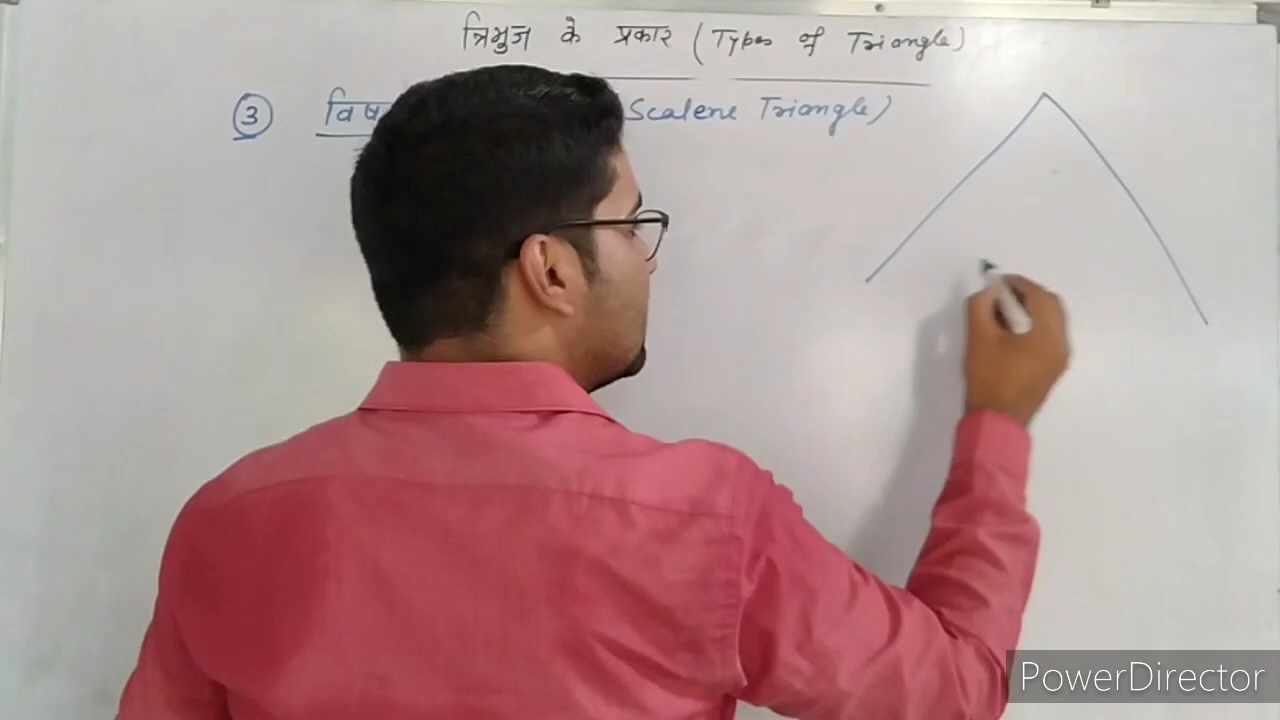 त्रिभुज के प्रकार (Types of Triangle)
③ Scalene Triangle)
PowerDirector